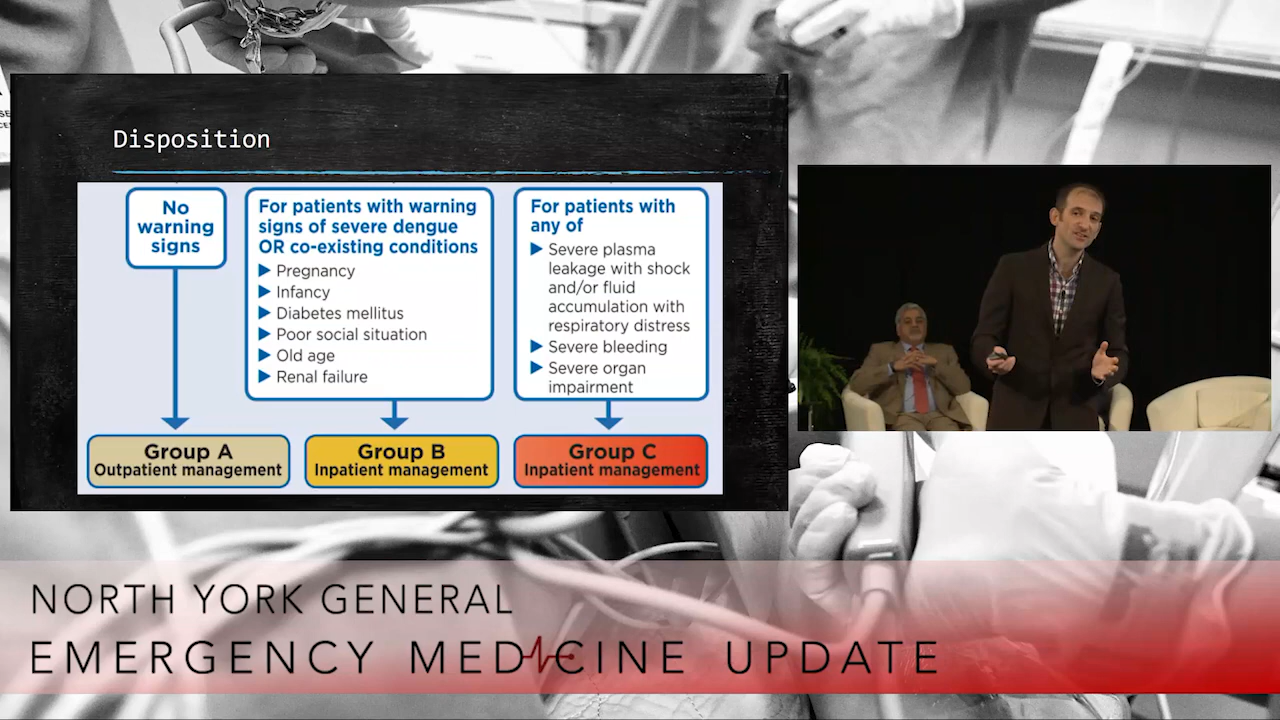 Disposition
No
warning
signs
For patients with warning
signs of severe dengue
OR co-existing conditions
Pregnancy
Infancy
Diabetes mellitus
Poor social situation
Old age
Renal failure
For patients with
any of
Severe plasma
leakage with shock
and/or fluid
accumulation with
respiratory distress
Severe bleeding
Severe organ
impairment
Group A
Outpatient management
Group B
Inpatient management
Group C
Inpatient management
NORTH YORK GENERAL
EMERGENCY MEDICINE UPDATE